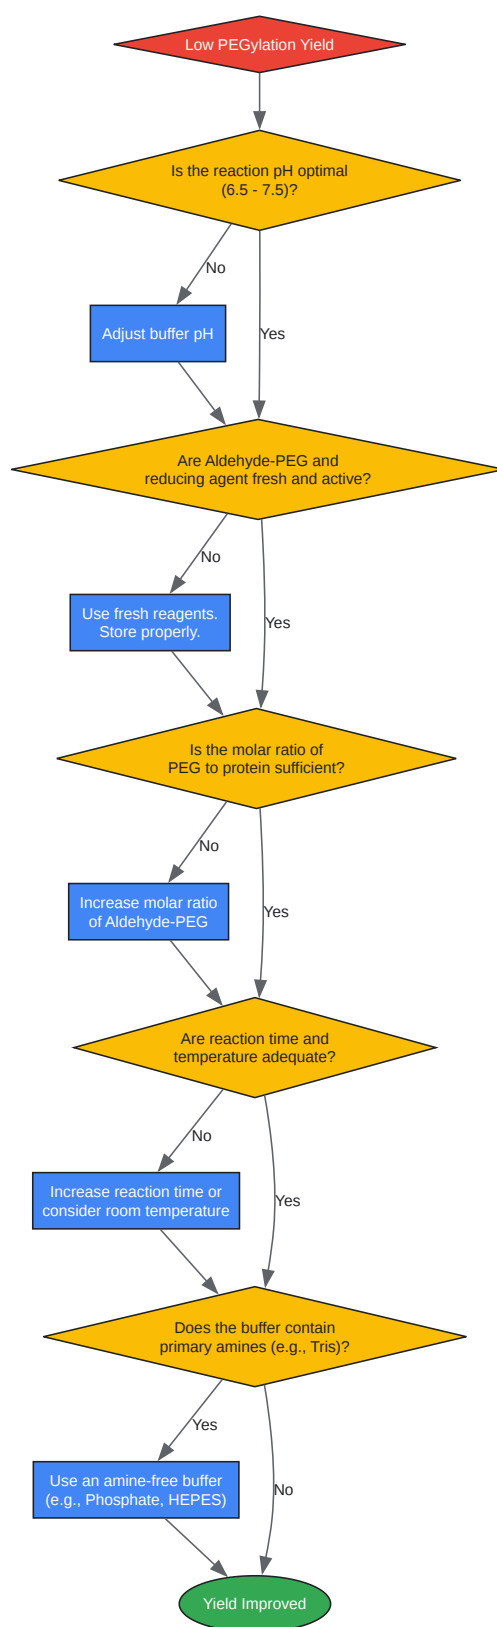 Low PEGylation Yield
Is the reaction pH optimal
(6.5 - 7.5)?
No
Adjust buffer pH
Yes
Are Aldehyde-PEG and
reducing agent fresh and active?
No
Use fresh reagents.
Store properly.
Yes
Is the molar ratio of
PEG to protein sufficient?
No
Increase molar ratio
of Aldehyde-PEG
Yes
Are reaction time and
temperature adequate?
No
Increase reaction time or
consider room temperature
Yes
Does the buffer contain
primary amines (e.g., Tris)?
Yes
Use an amine-free buffer
(e.g., Phosphate, HEPES)
No
Yield Improved